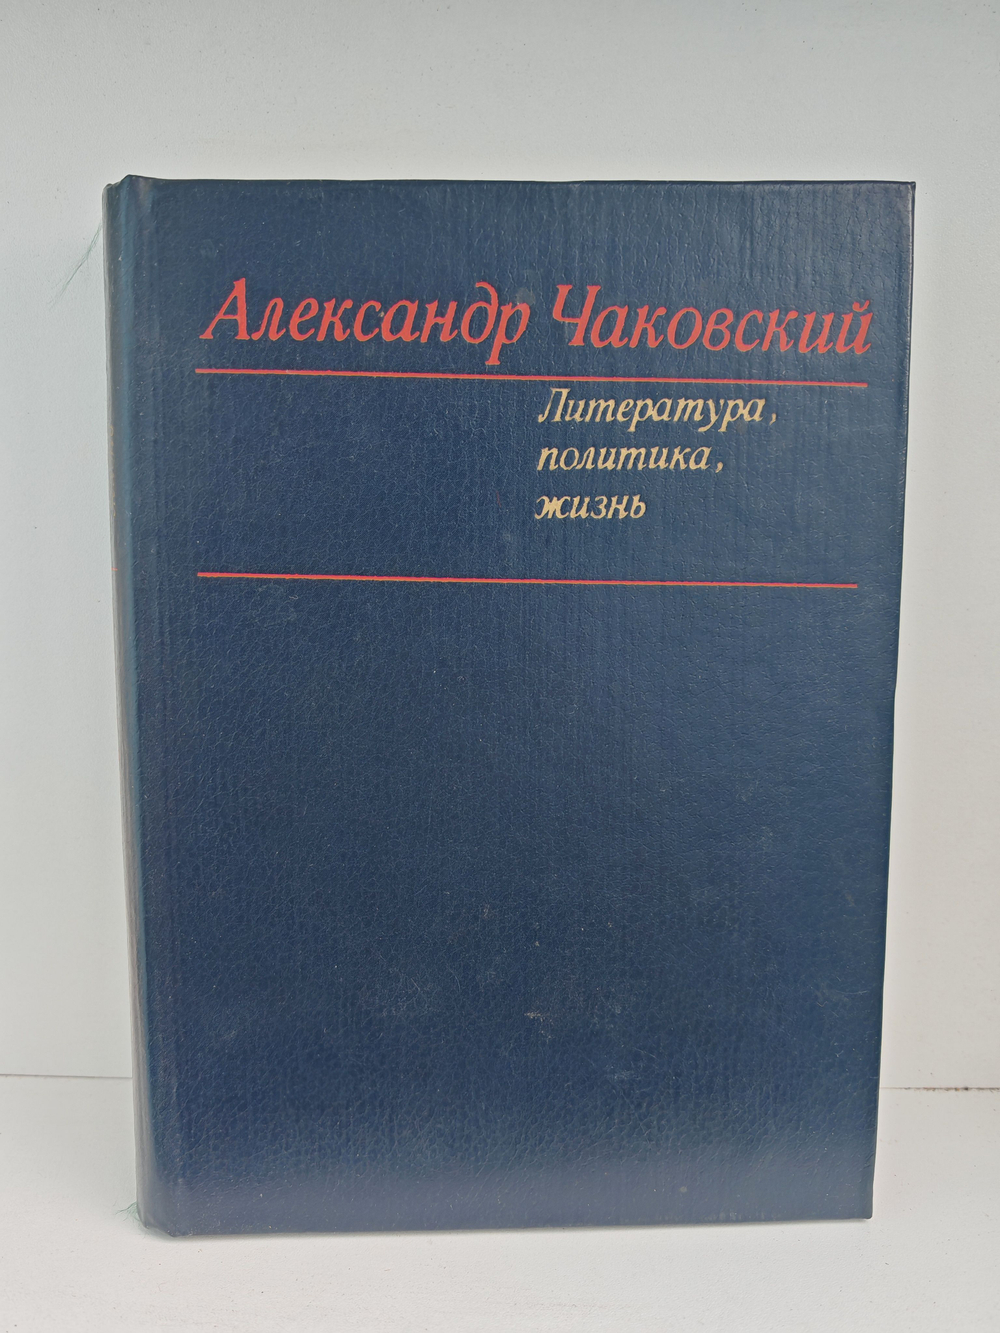 Александр Чаковский
Литература,
политика,
жизнь